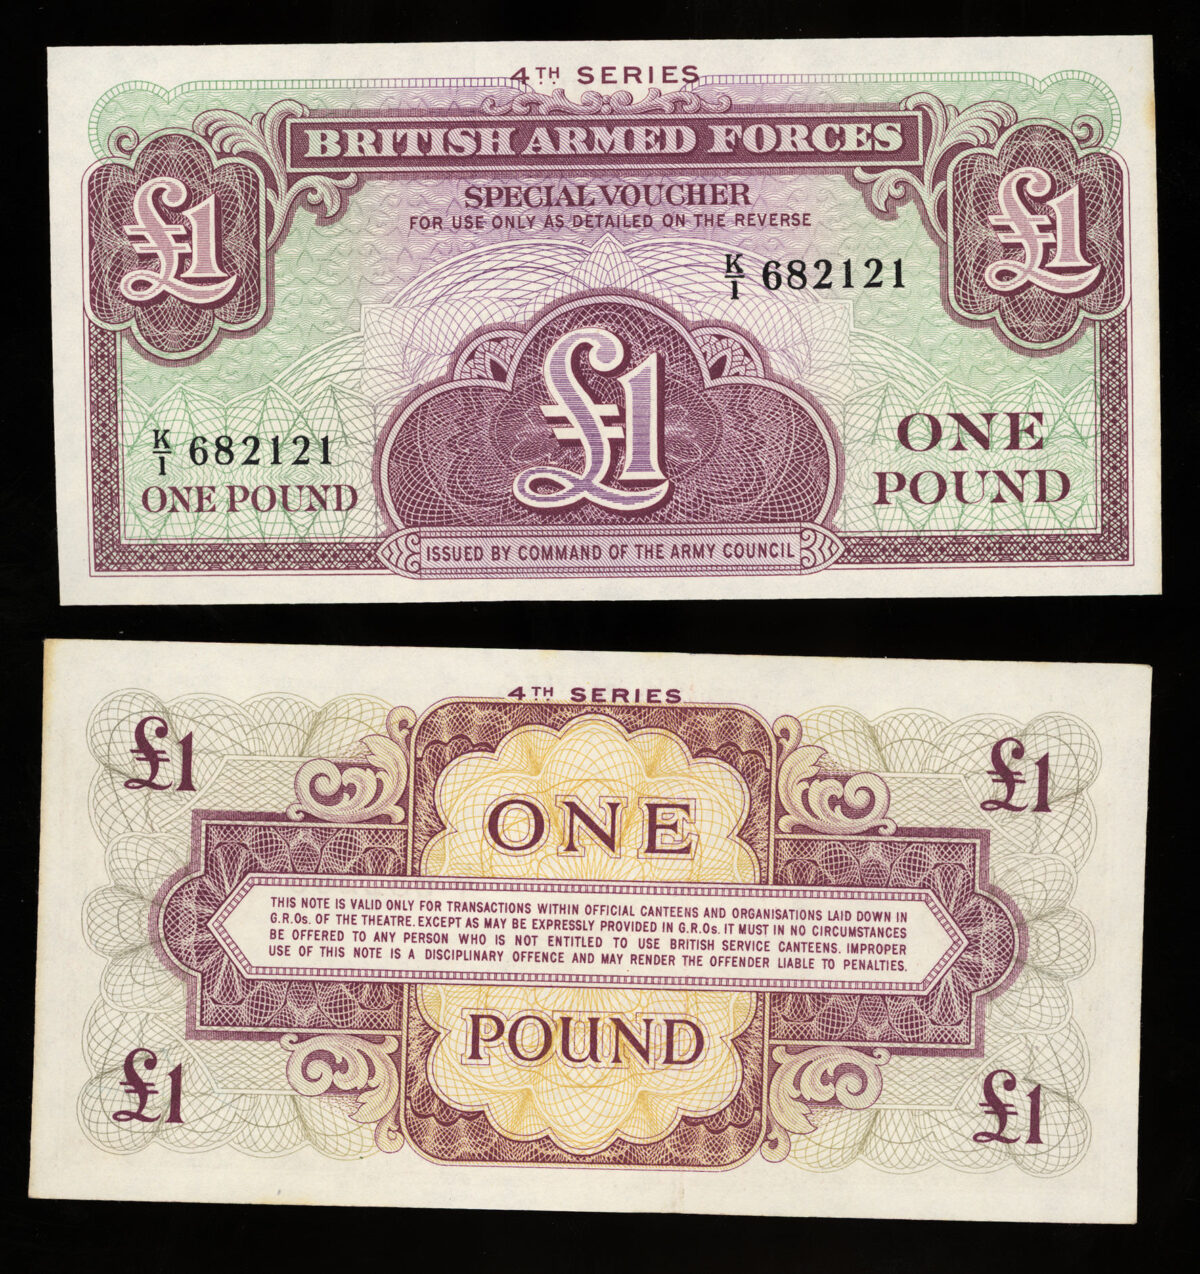 4TH SERIES
BRITISH ARMED FORCES
SPECIAL VOUCHER
FOR USE ONLY AS DETAILED ON THE REVERSE
£1
£1
K/1 682121
£1
K/1 682121
ONE POUND
ONE
POUND
ISSUED BY COMMAND OF THE ARMY COUNCIL
4TH SERIES
£1
£1
ONE
THIS NOTE IS VALID ONLY FOR TRANSACTIONS WITHIN OFFICIAL CANTEENS AND ORGANISATIONS LAID DOWN IN
G.R.Os. OF THE THEATRE. EXCEPT AS MAY BE EXPRESSLY PROVIDED IN G.R.Os. IT MUST IN NO CIRCUMSTANCES
BE OFFERED TO ANY PERSON WHO IS NOT ENTITLED TO USE BRITISH SERVICE CANTEENS. IMPROPER
USE OF THIS NOTE IS A DISCIPLINARY OFFENCE AND MAY RENDER THE OFFENDER LIABLE TO PENALTIES.
POUND
£1
£1